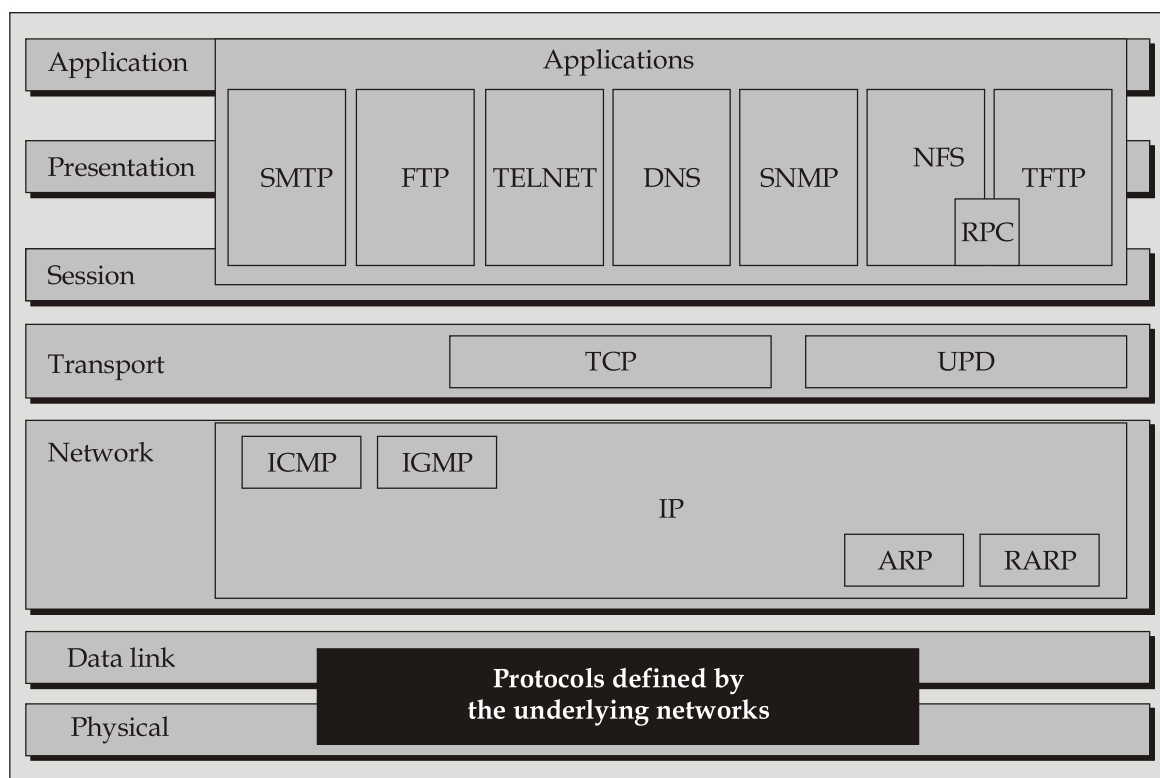 Application
Applications
Presentation
SMTP
FTP
TELNET
DNS
SNMP
NFS
TFTP
RPC
Session
Transport
TCP
UPD
Network
ICMP
IGMP
IP
ARP
RARP
Data link
Protocols defined by
the underlying networks
Physical